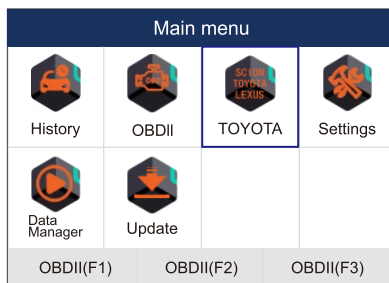 Main menu
SCION
TOYOTA
LEXUS
History
OBDII
TOYOTA
Settings
Data
Manager
Update
OBDII(F1)
OBDII(F2)
OBDII(F3)